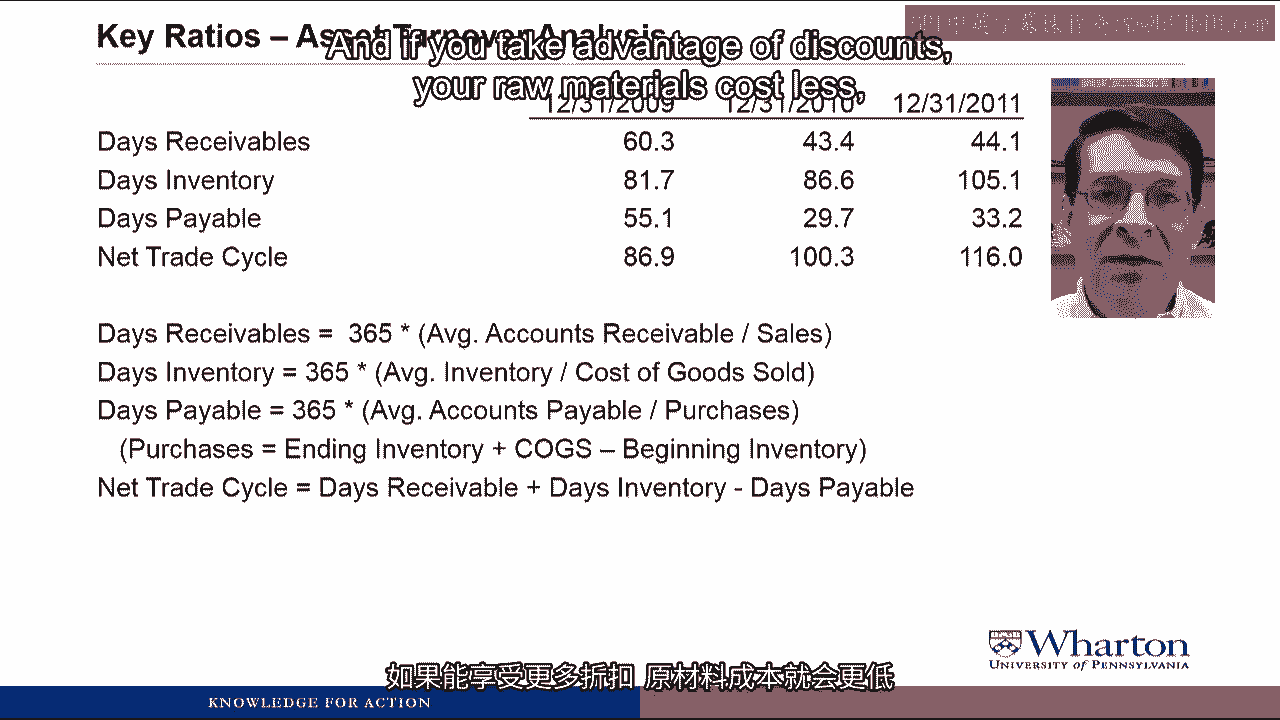 Key Ratios – Asset Turnover Analysis
And if you take advantage of discounts,
your raw materials cost less,
12/31/2009 12/31/2010 12/31/2011
Days Receivables 60.3 43.4 44.1
Days Inventory 81.7 86.6 105.1
Days Payable 55.1 29.7 33.2
Net Trade Cycle 86.9 100.3 116.0
Days Receivables = 365 * (Avg. Accounts Receivable / Sales)
Days Inventory = 365 * (Avg. Inventory / Cost of Goods Sold)
Days Payable = 365 * (Avg. Accounts Payable / Purchases)
(Purchases = Ending Inventory + COGS – Beginning Inventory)
Net Trade Cycle = Days Receivable + Days Inventory - Days Payable
Wharton
UNIVERSITY of PENNSYLVANIA
如果能享受更多折扣 原材料成本就会更低
KNOWLEDGE FOR ACTION